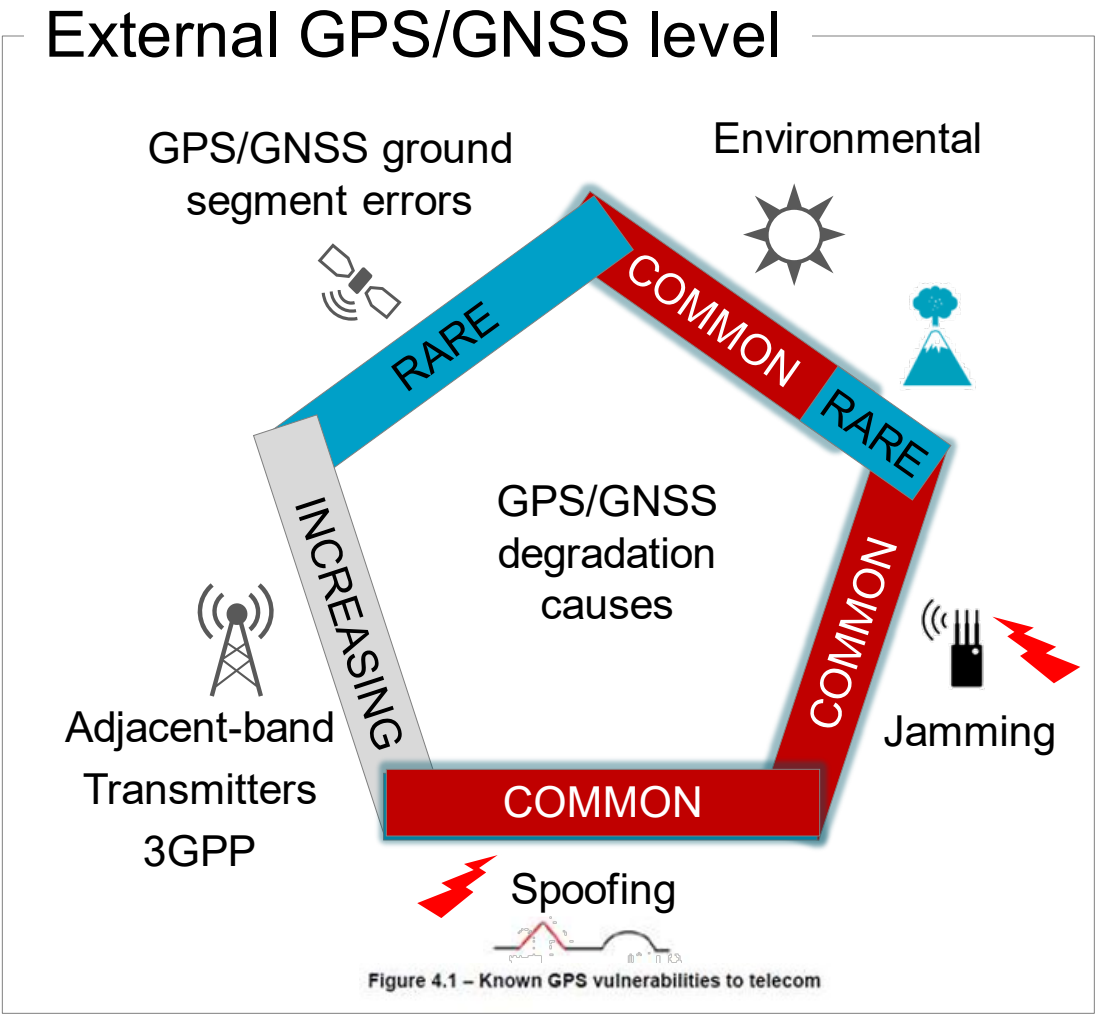 External GPS/GNSS level
GPS/GNSS ground
segment errors
Environmental
COMMON
RARE
RARE
GPS/GNSS
degradation
causes
INCREASING
COMMON
Adjacent-band
Transmitters
3GPP
Jamming
COMMON
Spoofing
Figure 4.1 – Known GPS vulnerabilities to telecom